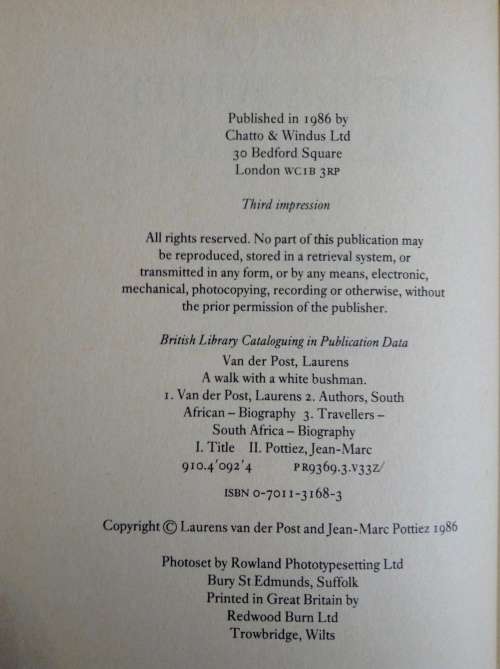 Published in 1986 by
Chatto & Windus Ltd
30 Bedford Square
London WC1B 3RP
Third impression
All rights reserved. No part of this publication may
be reproduced, stored in a retrieval system, or
transmitted in any form, or by any means, electronic,
mechanical, photocopying, recording or otherwise, without
the prior permission of the publisher.
British Library Cataloguing in Publication Data
Van der Post, Laurens
A walk with a white bushman.
1. Van der Post, Laurens 2. Authors, South
African – Biography 3. Travellers –
South Africa – Biography
I. Title II. Pottiez, Jean-Marc
910.4'092'4 PR9369.3.V33Z/
ISBN 0-7011-3168-3
Copyright © Laurens van der Post and Jean-Marc Pottiez 1986
Photoset by Rowland Phototypesetting Ltd
Bury St Edmunds, Suffolk
Printed in Great Britain by
Redwood Burn Ltd
Trowbridge, Wilts